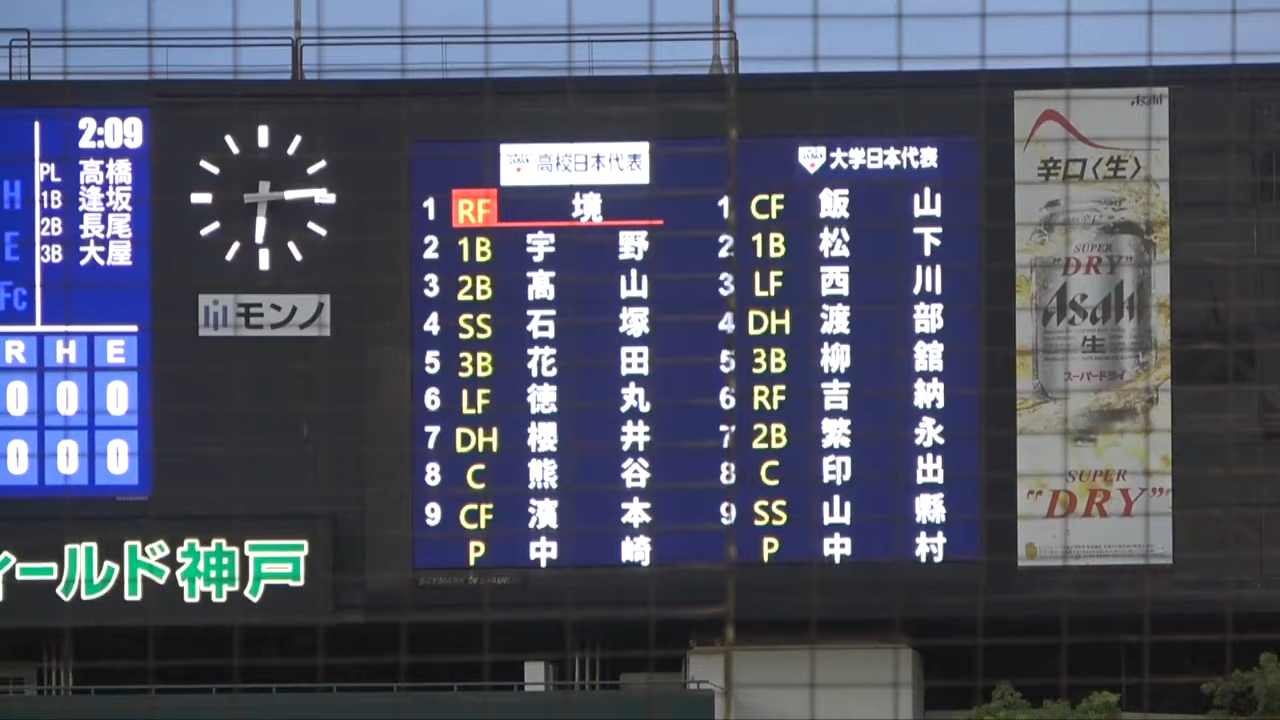 2:09
PL 高橋
1B 逢坂
2B 長尾
3B 大屋
H
E
Fc
R H E
0 0 0
0 0 0
モンノ
ィールド神戸
高校日本代表
1 RF 境
2 1B 宇野
3 2B 髙山
4 SS 石塚
5 3B 花田
6 LF 徳丸
7 DH 櫻井
8 C 熊谷
9 CF 濱本
P 中崎
大学日本代表
1 CF 飯山
2 1B 松下
3 LF 西川
4 DH 渡部
5 3B 柳舘
6 RF 吉納
7 2B 繁永
8 C 印出
9 SS 山縣
P 中村
Asahi
辛口〈生〉
SUPER
"DRY"
Asahi
生
スーパードライ
SUPER
"DRY"